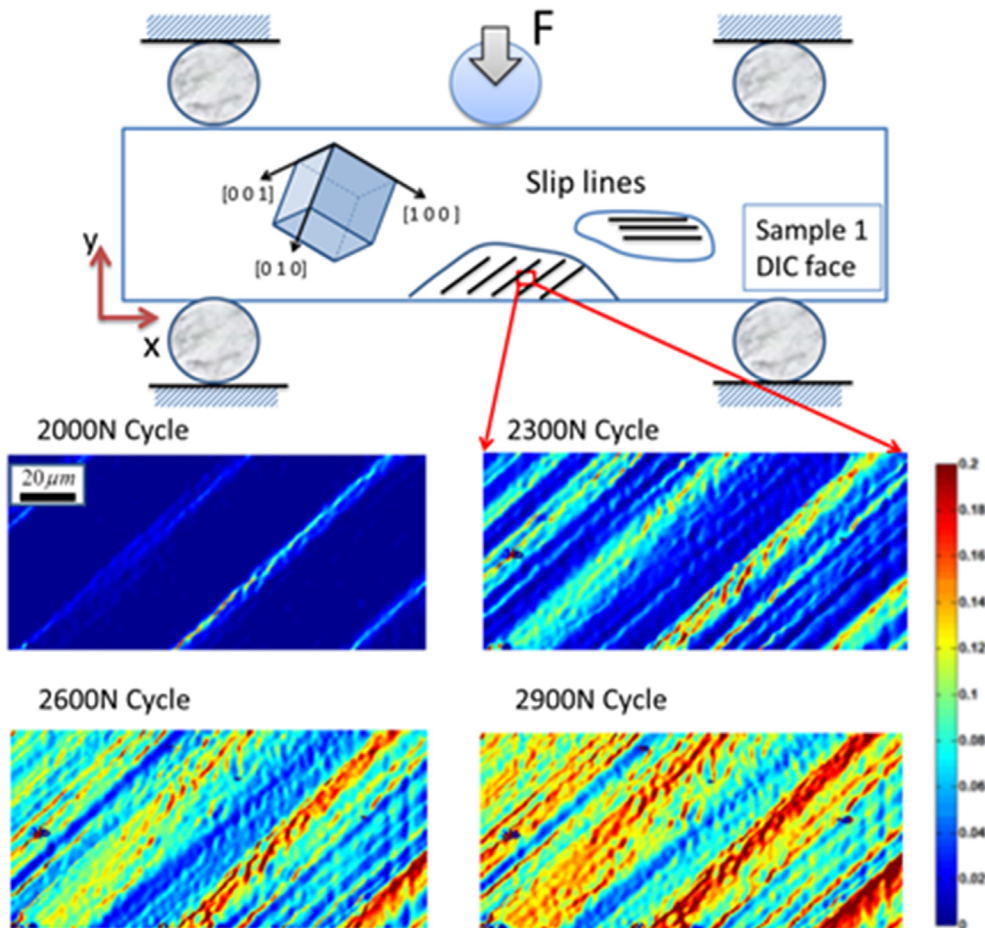 F
[0 0 1]
[1 0 0 ]
[0 1 0]
Slip lines
Sample 1
DIC face
y
x
2000N Cycle
2300N Cycle
20μm
0.2
0.18
0.16
0.14
0.12
0.1
0.08
0.06
0.04
0.02
0
2600N Cycle
2900N Cycle